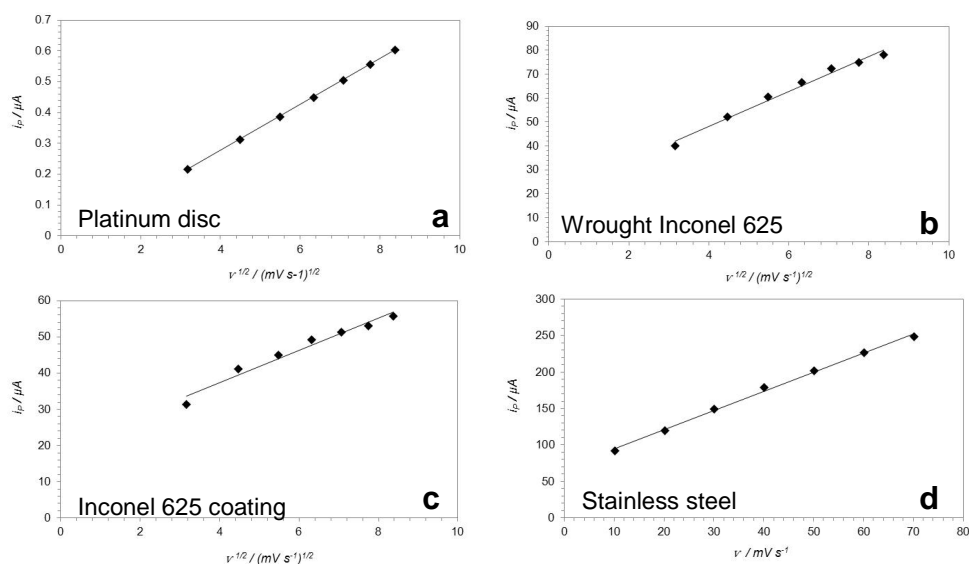 0.7
0.6
0.5
0.4
0.3
0.2
0.1
0
iₚ / µA
0 2 4 6 8 10
Platinum disc a
v ¹/² / (mV s-1)¹/²
90
80
70
60
50
40
30
20
10
0
iₚ / µA
0 2 4 6 8 10
Wrought Inconel 625 b
v ¹/² / (mV s⁻¹)¹/²
60
50
40
30
20
10
0
iₚ / µA
0 2 4 6 8 10
Inconel 625 coating c
v ¹/² / (mV s⁻¹)¹/²
300
250
200
150
100
50
0
iₚ / µA
0 10 20 30 40 50 60 70 80
Stainless steel d
v / mV s⁻¹